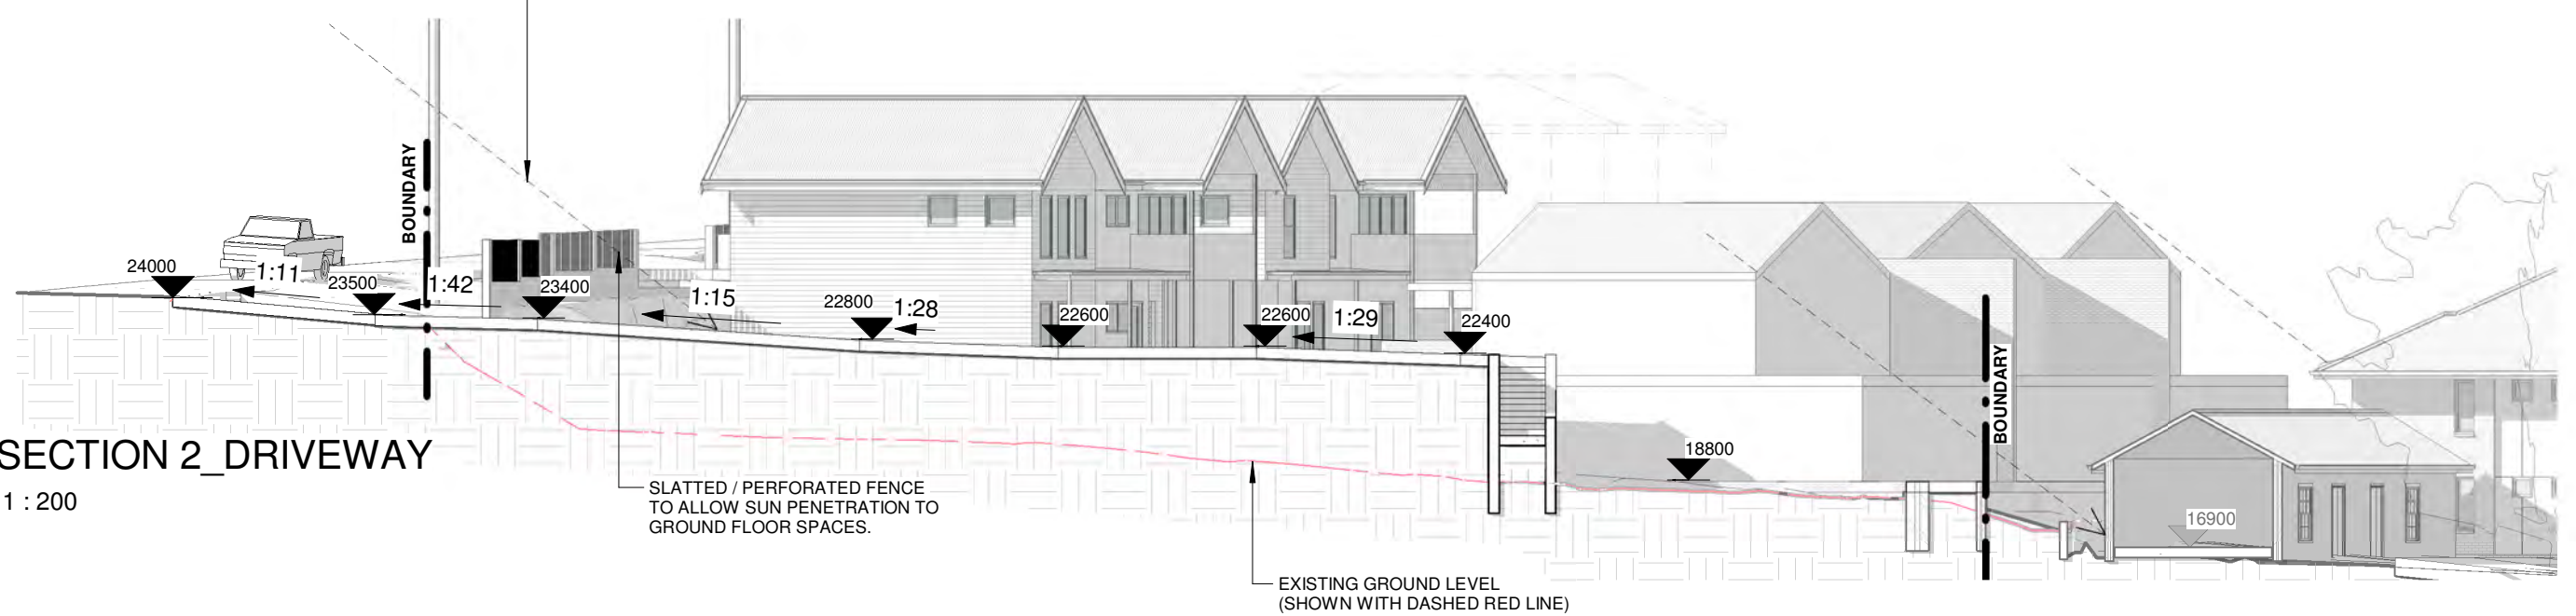 BOUNDARY
24000
1:11
23500
1:42
23400
1:15
22800
1:28
22600
22600
1:29
22400
BOUNDARY
18800
16900
SECTION 2_DRIVEWAY
1 : 200
SLATTED / PERFORATED FENCE
TO ALLOW SUN PENETRATION TO
GROUND FLOOR SPACES.
EXISTING GROUND LEVEL
(SHOWN WITH DASHED RED LINE)